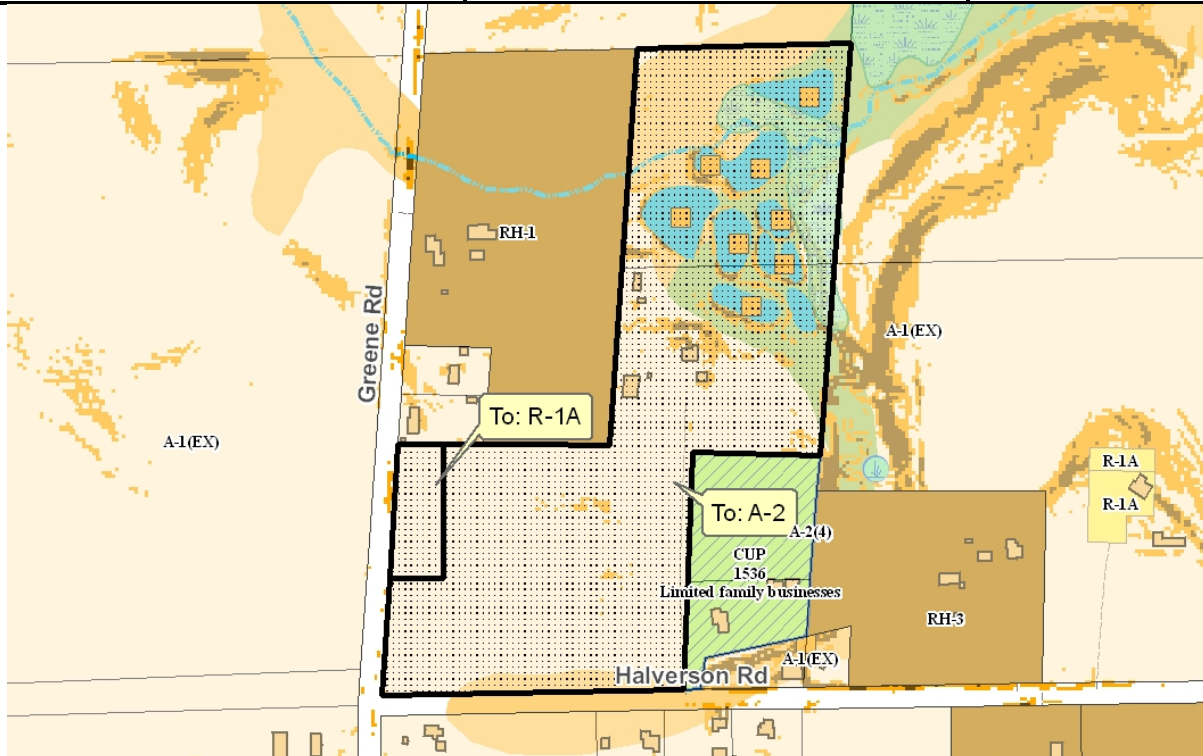 RH-1
Greene Rd
A-1(EX)
To: R-1A
A-1(EX)
To: A-2
A-2(4)
CUP
1536
Limited family businesses
R-1A
R-1A
RH-3
A-1(EX)
Halverson Rd